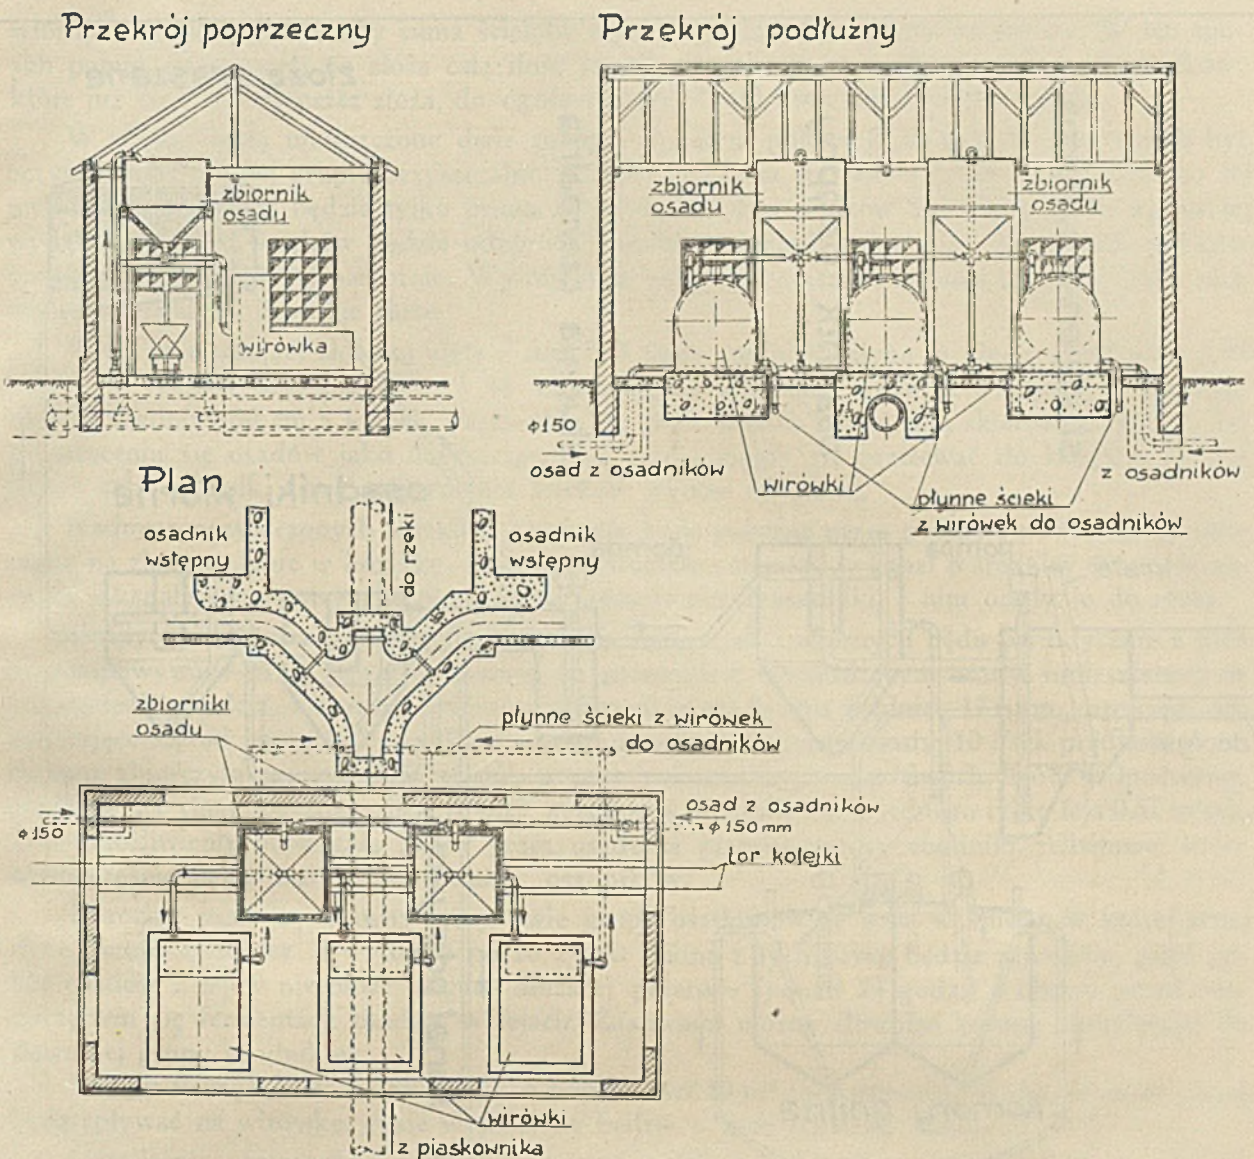 Przekrój poprzeczny
Przekrój podłużny
zbiornik
osadu
wirówka
zbiornik
osadu
zbiornik
osadu
φ150
osad z osadników
wirówki
płynne ścieki
z wirówek do osadników
z osadników
Plan
osadnik
wstępny
do rzeki
osadnik
wstępny
zbiorniki
osadu
płynne ścieki z wirówek
do osadników
φ150
osad z osadników
φ150 mm
tor kolejki
wirówki
z piaskownika